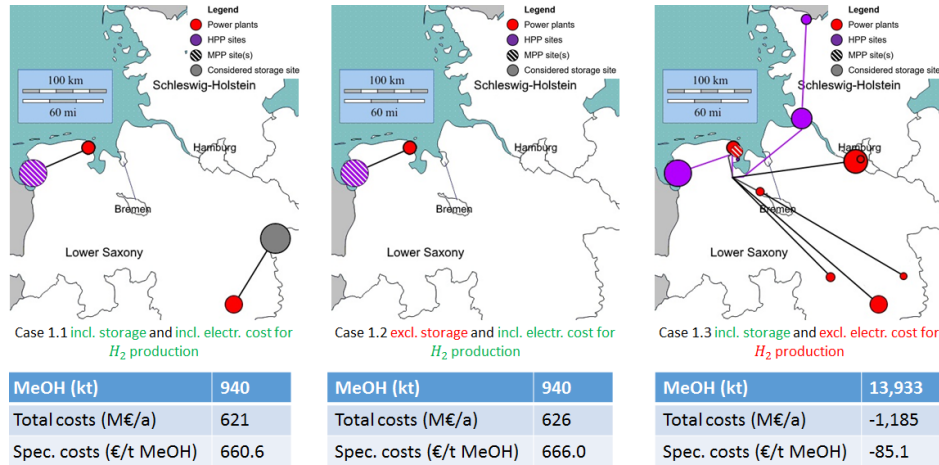 Legend
Power plants
HPP sites
MPP site(s)
Considered storage site
100 km
60 mi
Schleswig-Holstein
Hamburg
Bremen
Lower Saxony
Case 1.1 incl. storage and incl. electr. cost for
H₂ production
MeOH (kt) 940
Total costs (M€/a) 621
Spec. costs (€/t MeOH) 660.6
Legend
Power plants
HPP sites
MPP site(s)
Considered storage site
100 km
60 mi
Schleswig-Holstein
Hamburg
Bremen
Lower Saxony
Case 1.2 excl. storage and incl. electr. cost for
H₂ production
MeOH (kt) 940
Total costs (M€/a) 626
Spec. costs (€/t MeOH) 666.0
Legend
Power plants
HPP sites
MPP site(s)
Considered storage site
100 km
60 mi
Schleswig-Holstein
Hamburg
Bremen
Lower Saxony
Case 1.3 incl. storage and excl. electr. cost for
H₂ production
MeOH (kt) 13,933
Total costs (M€/a) -1,185
Spec. costs (€/t MeOH) -85.1